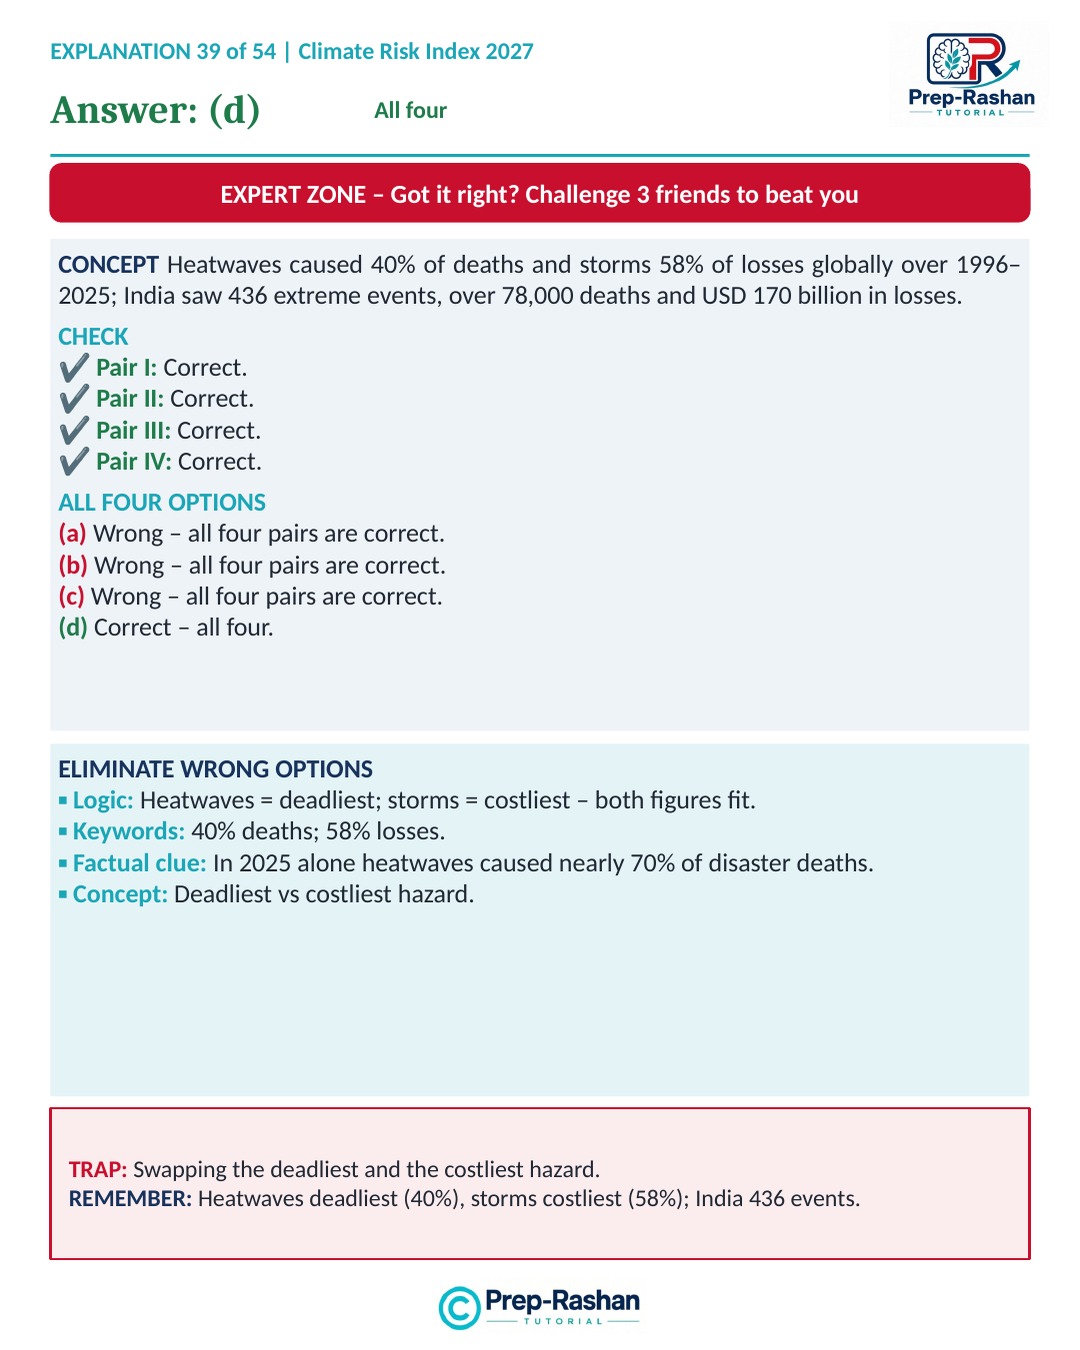 EXPLANATION 39 of 54 | Climate Risk Index 2027
Prep-Rashan
TUTORIAL
Answer: (d) All four
EXPERT ZONE – Got it right? Challenge 3 friends to beat you
CONCEPT Heatwaves caused 40% of deaths and storms 58% of losses globally over 1996–
2025; India saw 436 extreme events, over 78,000 deaths and USD 170 billion in losses.
CHECK
✔ Pair I: Correct.
✔ Pair II: Correct.
✔ Pair III: Correct.
✔ Pair IV: Correct.
ALL FOUR OPTIONS
(a) Wrong – all four pairs are correct.
(b) Wrong – all four pairs are correct.
(c) Wrong – all four pairs are correct.
(d) Correct – all four.
ELIMINATE WRONG OPTIONS
▪ Logic: Heatwaves = deadliest; storms = costliest – both figures fit.
▪ Keywords: 40% deaths; 58% losses.
▪ Factual clue: In 2025 alone heatwaves caused nearly 70% of disaster deaths.
▪ Concept: Deadliest vs costliest hazard.
TRAP: Swapping the deadliest and the costliest hazard.
REMEMBER: Heatwaves deadliest (40%), storms costliest (58%); India 436 events.
© Prep-Rashan
TUTORIAL